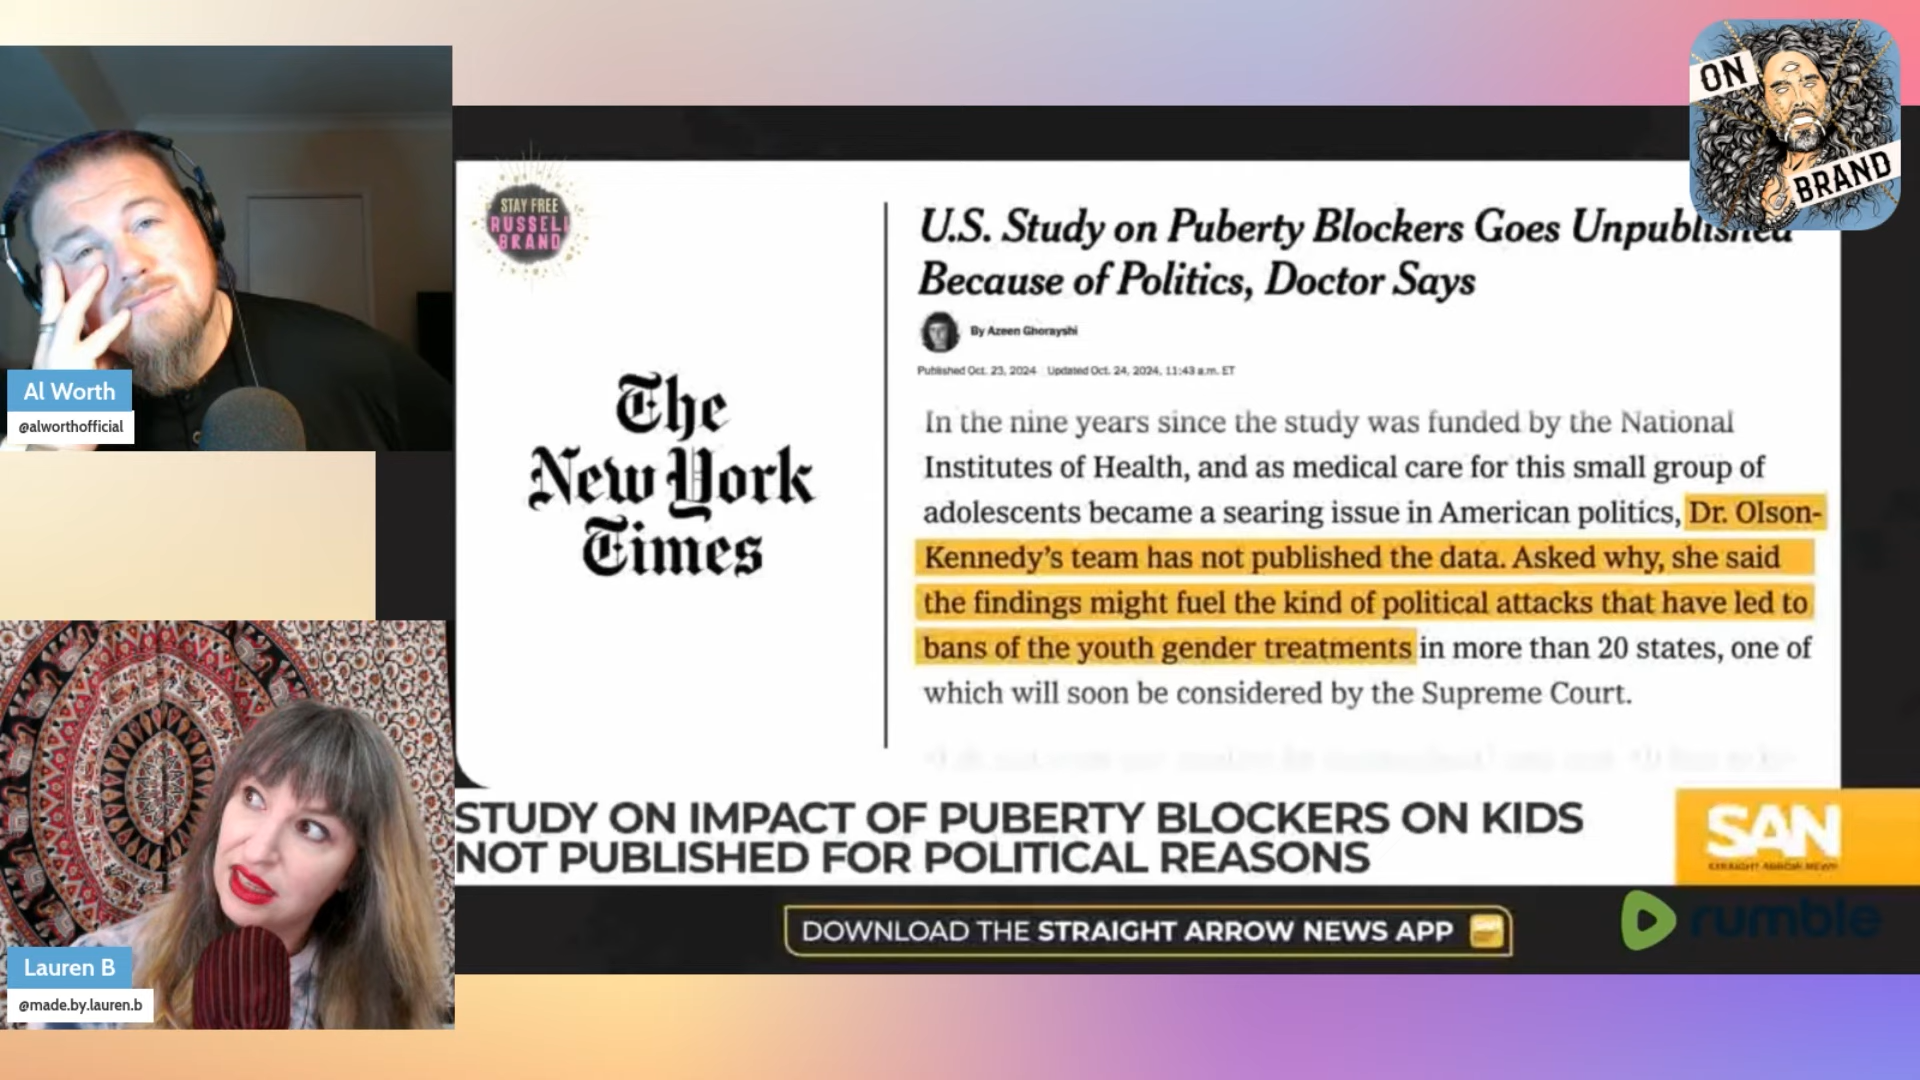 ON
BRAND
STAY FREE
RUSSELL
BRAND
U.S. Study on Puberty Blockers Goes Unpublished
Because of Politics, Doctor Says
By Azeen Ghorayshi
Published Oct. 23, 2024 Updated Oct. 24, 2024, 11:43 a.m. ET
The
New York
Times
In the nine years since the study was funded by the National
Institutes of Health, and as medical care for this small group of
adolescents became a searing issue in American politics, Dr. Olson-
Kennedy’s team has not published the data. Asked why, she said
the findings might fuel the kind of political attacks that have led to
bans of the youth gender treatments in more than 20 states, one of
which will soon be considered by the Supreme Court.
Al Worth
@alworthofficial
STUDY ON IMPACT OF PUBERTY BLOCKERS ON KIDS
NOT PUBLISHED FOR POLITICAL REASONS
SAN
STRAIGHT ARROW NEWS
DOWNLOAD THE STRAIGHT ARROW NEWS APP
rumble
Lauren B
@made.by.lauren.b